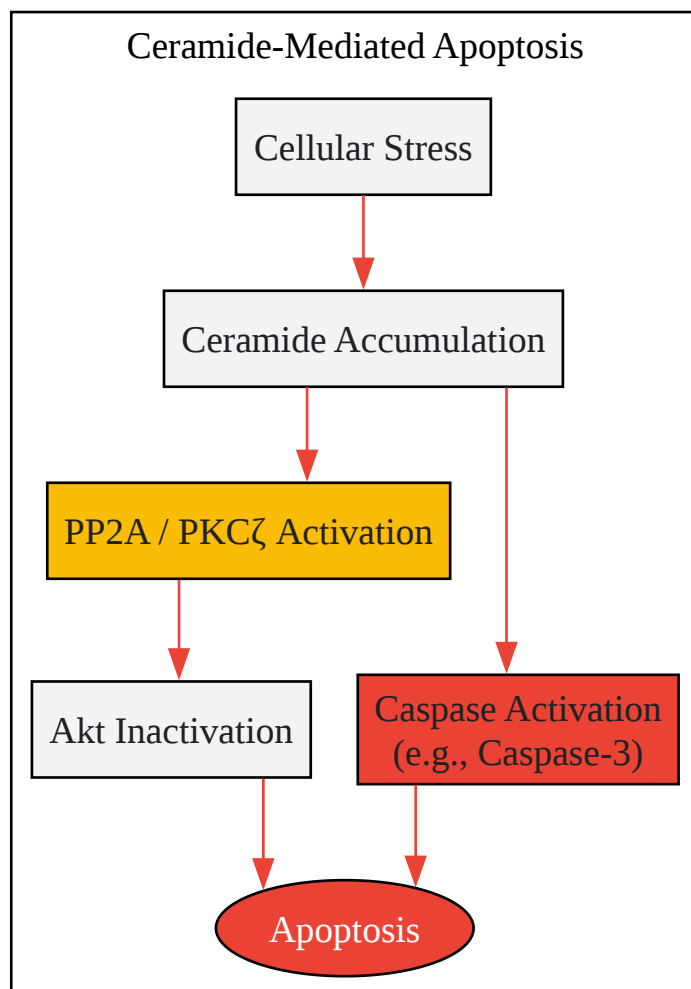 Ceramide-Mediated Apoptosis
Cellular Stress
Ceramide Accumulation
PP2A / PKCζ Activation
Akt Inactivation
Caspase Activation
(e.g., Caspase-3)
Apoptosis